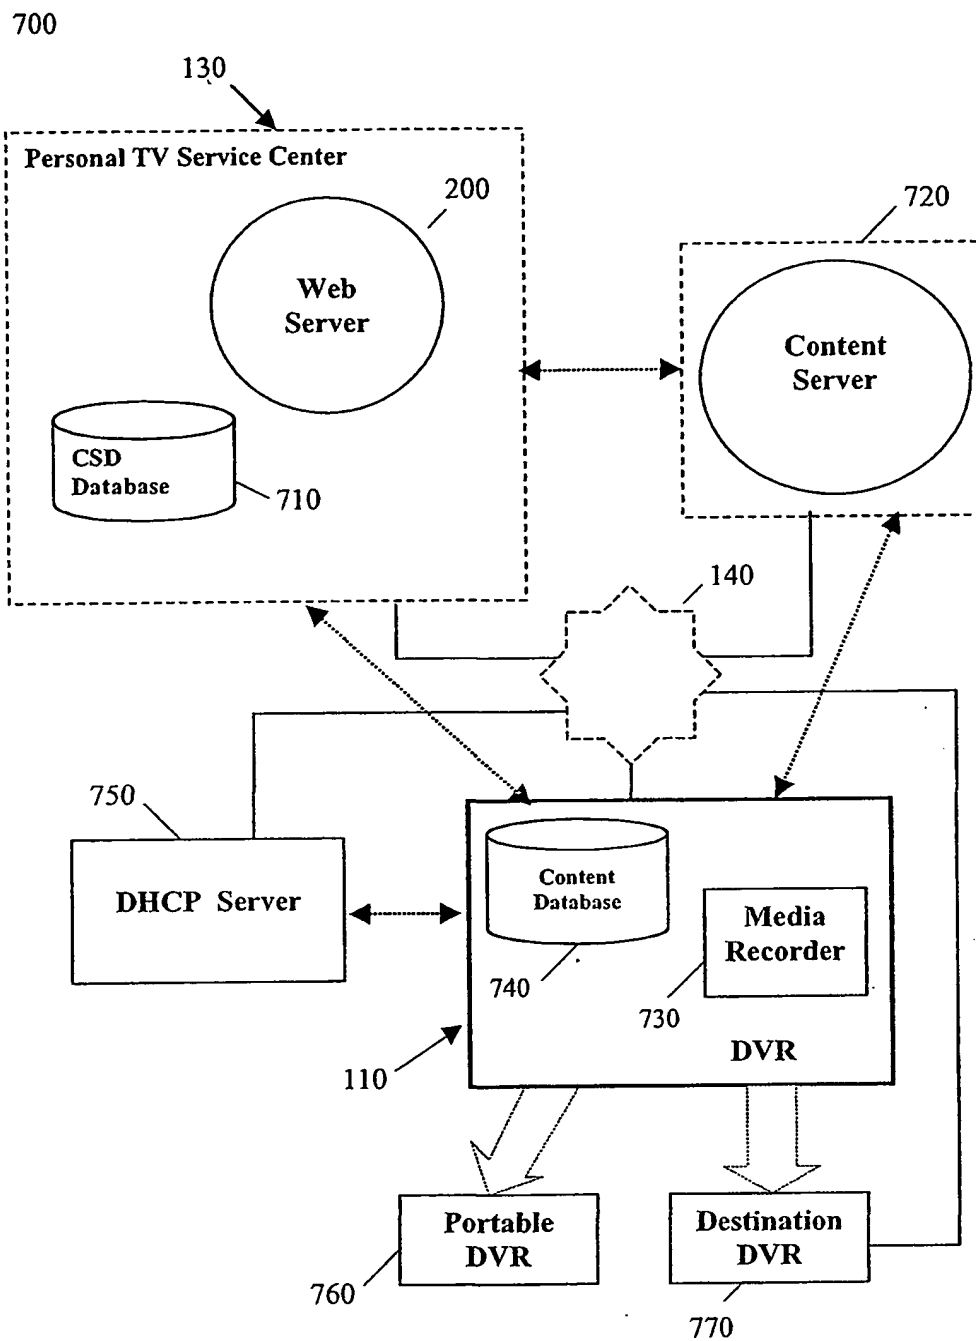 700
130
Personal TV Service Center
200
720
Web
Server
Content
Server
CSD
Database
710
140
750
DHCP Server
Content
Database
Media
Recorder
740
730
DVR
110
Portable
DVR
Destination
DVR
760
770